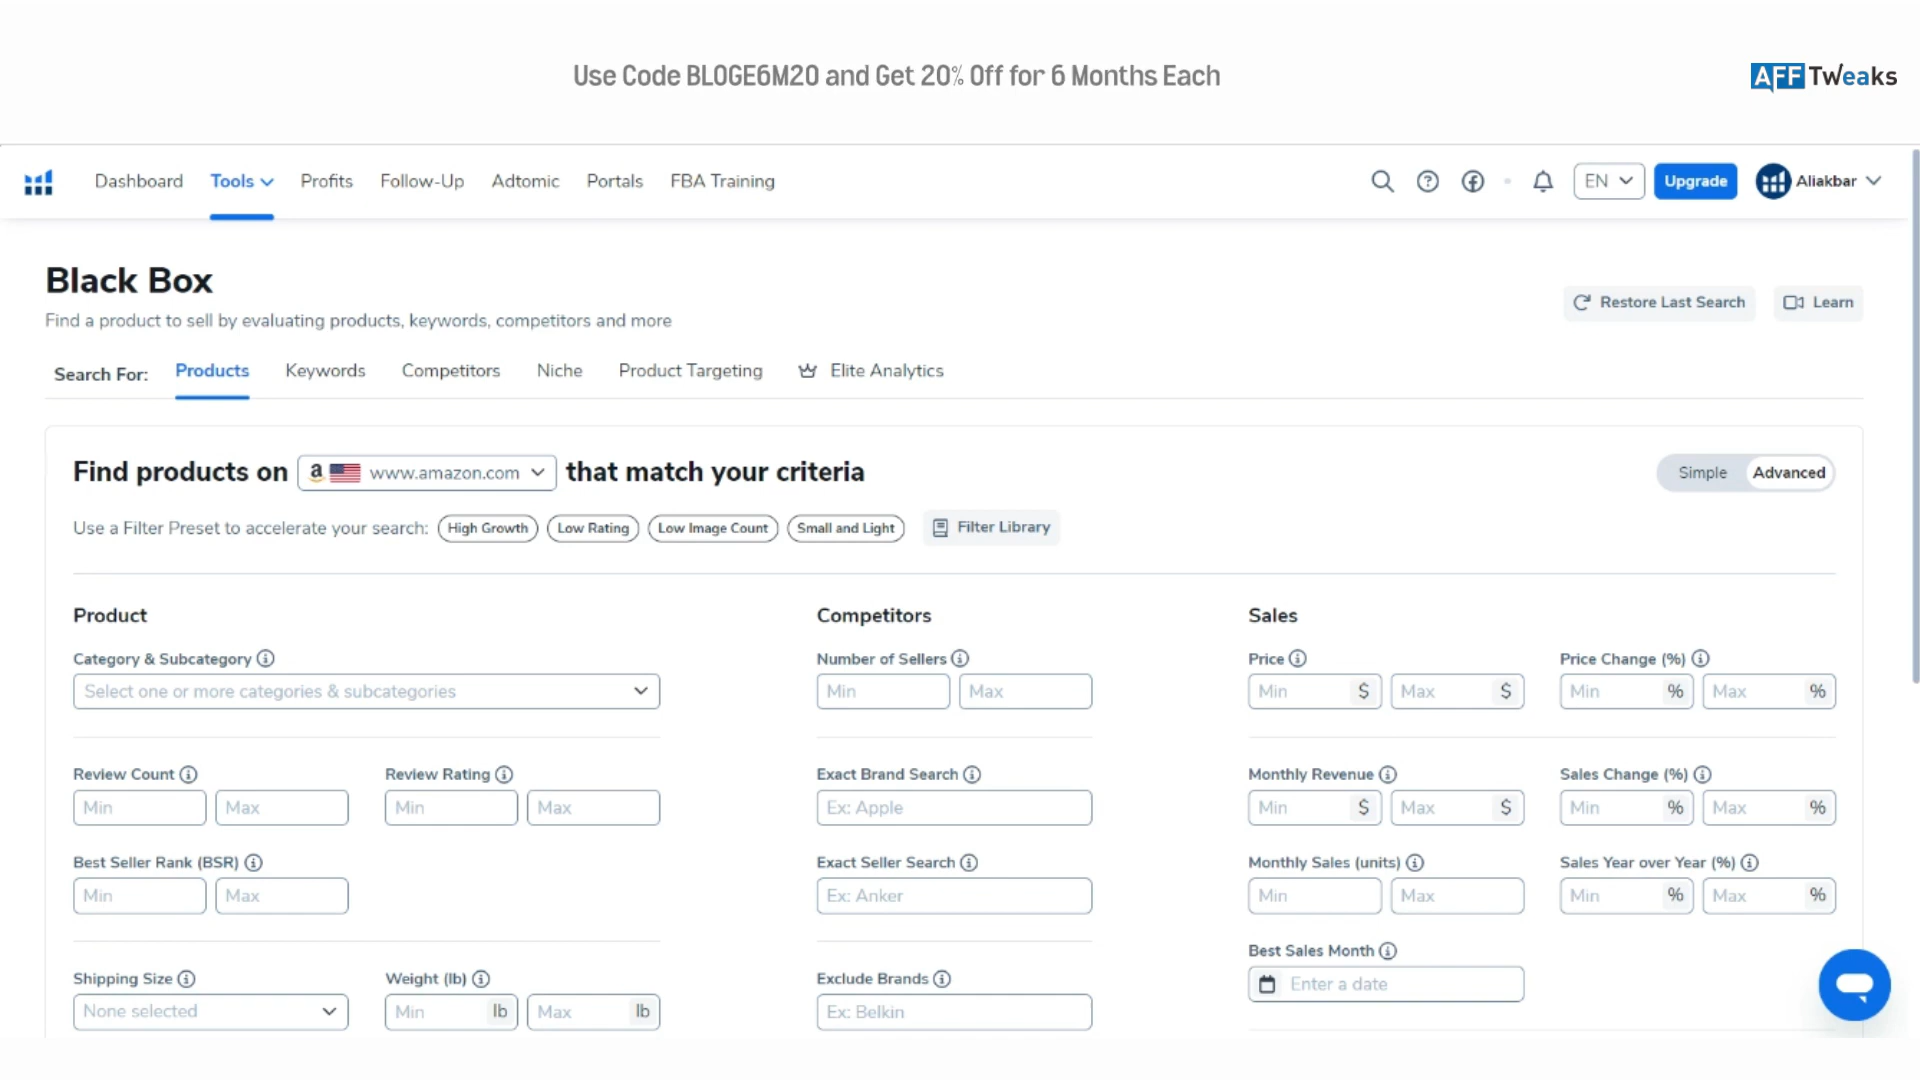 Use Code BLOGE6M20 and Get 20% Off for 6 Months Each
AFFTweaks
Dashboard Tools Profits Follow-Up Adtomic Portals FBA Training
EN Upgrade Aliakbar
Black Box
Find a product to sell by evaluating products, keywords, competitors and more
Restore Last Search Learn
Search For: Products Keywords Competitors Niche Product Targeting Elite Analytics
Find products on a www.amazon.com that match your criteria
Simple Advanced
Use a Filter Preset to accelerate your search: High Growth Low Rating Low Image Count Small and Light Filter Library
Product Competitors Sales
Category & Subcategory Number of Sellers Price Price Change (%)
Select one or more categories & subcategories Min Max Min $ Max $ Min % Max %
Review Count Review Rating Exact Brand Search Monthly Revenue Sales Change (%)
Min Max Min Max Ex: Apple Min $ Max $ Min % Max %
Best Seller Rank (BSR) Exact Seller Search Monthly Sales (units) Sales Year over Year (%)
Min Max Ex: Anker Min Max Min % Max %
Best Sales Month
Enter a date
Shipping Size Weight (lb) Exclude Brands
None selected Min lb Max lb Ex: Belkin